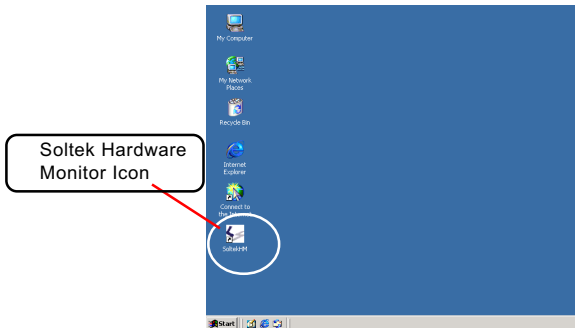 My Computer
My Network
Places
Recycle Bin
Soltek Hardware
Monitor Icon
Internet
Explorer
Connect to
the Internet
SoltekHM
Start